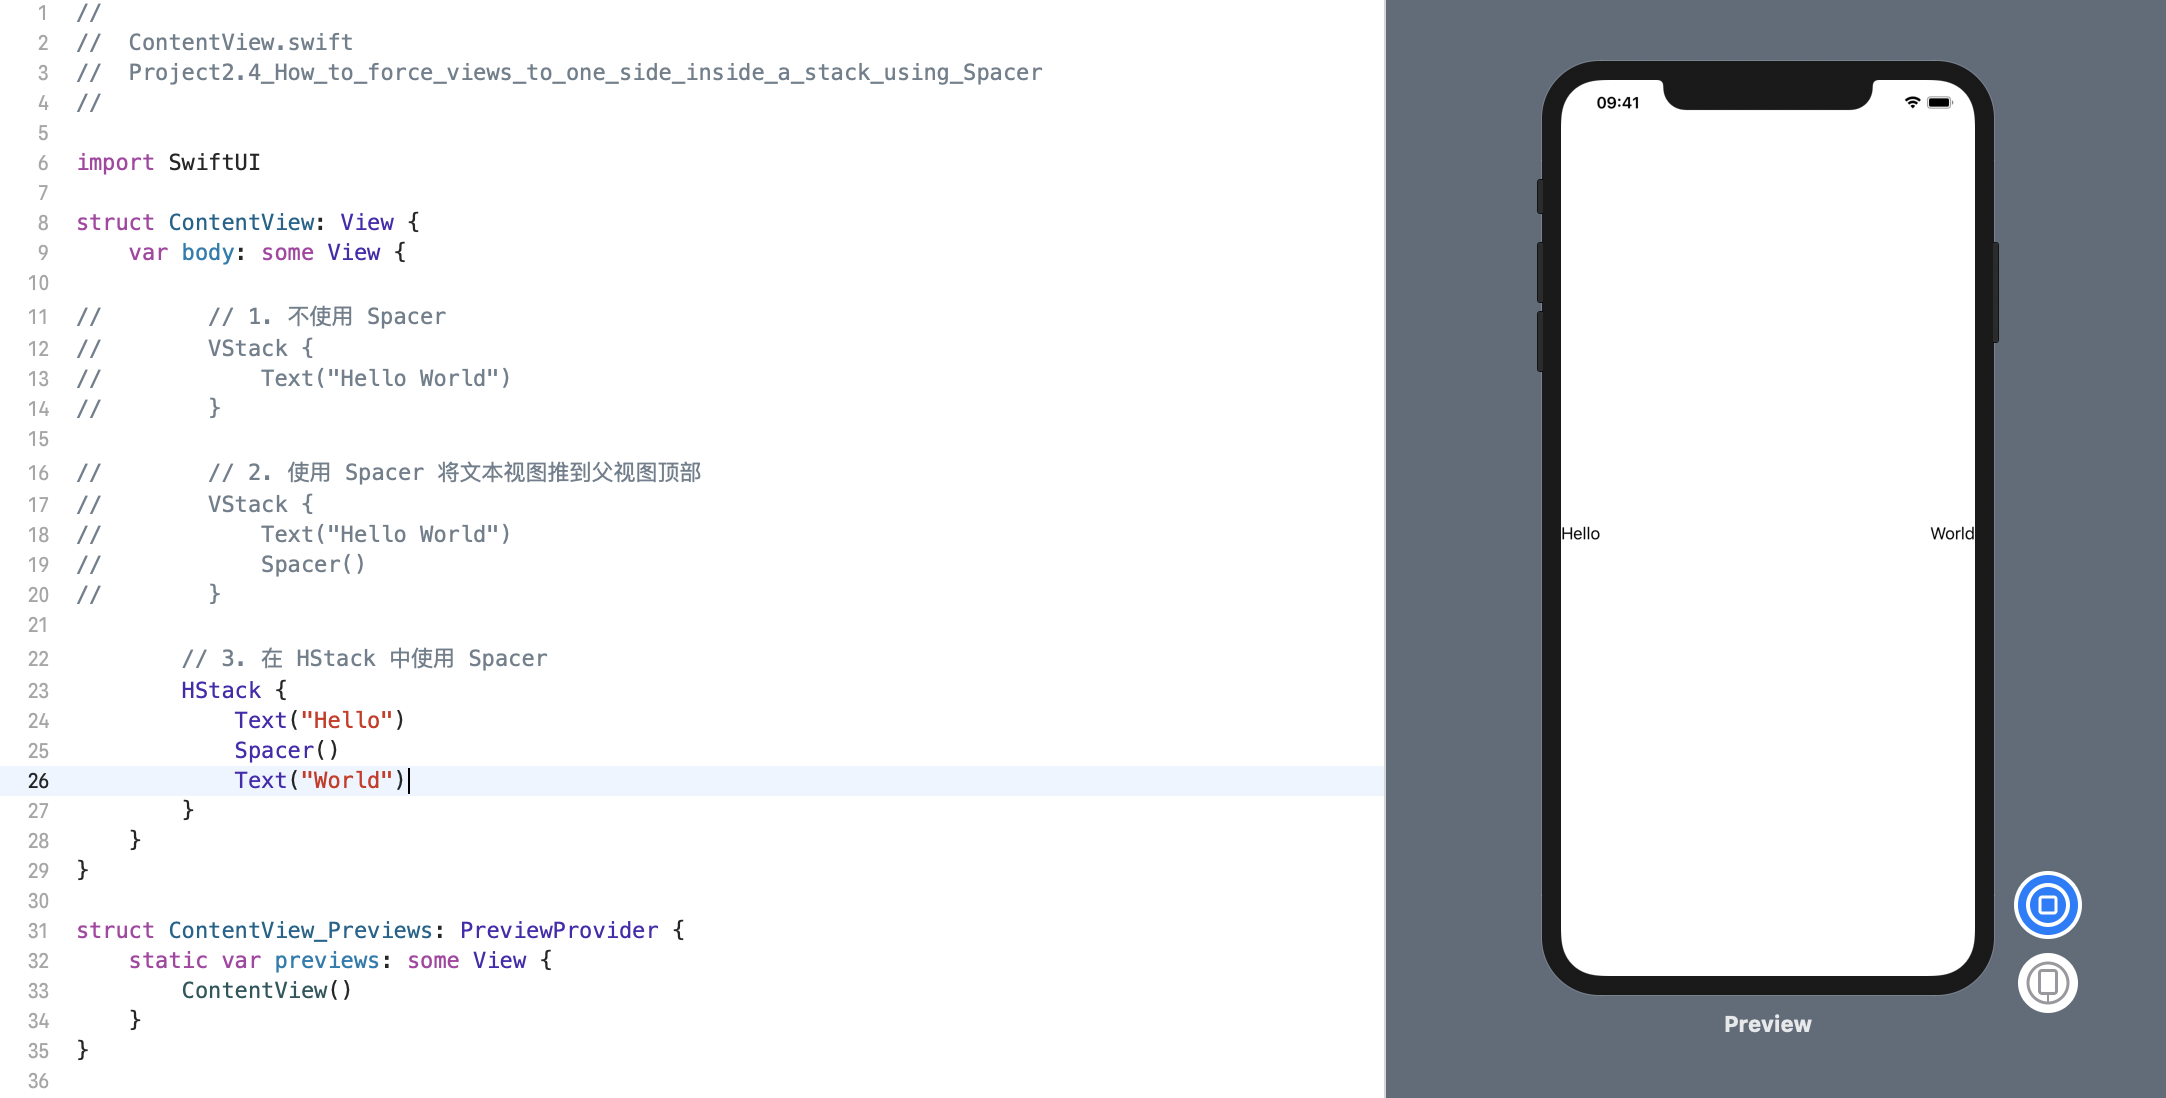 1 //
2 //  ContentView.swift
3 //  Project2.4_How_to_force_views_to_one_side_inside_a_stack_using_Spacer
4 //
5
6 import SwiftUI
7
8 struct ContentView: View {
9     var body: some View {
10
11 //        // 1. 不使用 Spacer
12 //        VStack {
13 //            Text("Hello World")
14 //        }
15
16 //        // 2. 使用 Spacer 将文本视图推到父视图顶部
17 //        VStack {
18 //            Text("Hello World")
19 //            Spacer()
20 //        }
21
22         // 3. 在 HStack 中使用 Spacer
23         HStack {
24             Text("Hello")
25             Spacer()
26             Text("World")
27         }
28     }
29 }
30
31 struct ContentView_Previews: PreviewProvider {
32     static var previews: some View {
33         ContentView()
34     }
35 }
36
09:41
Hello World
Preview